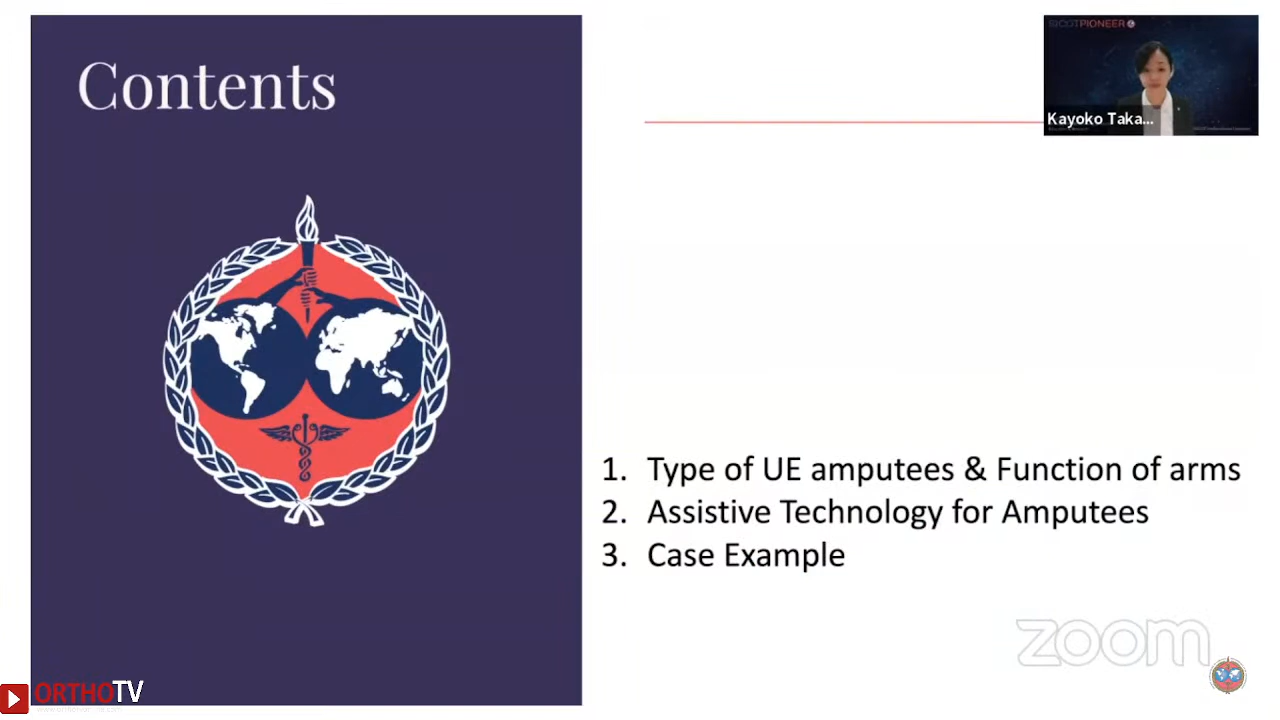 Contents
SICOTPIONEER
Kayoko Taka...
1. Type of UE amputees & Function of arms
2. Assistive Technology for Amputees
3. Case Example
zoom
ORTHOTV